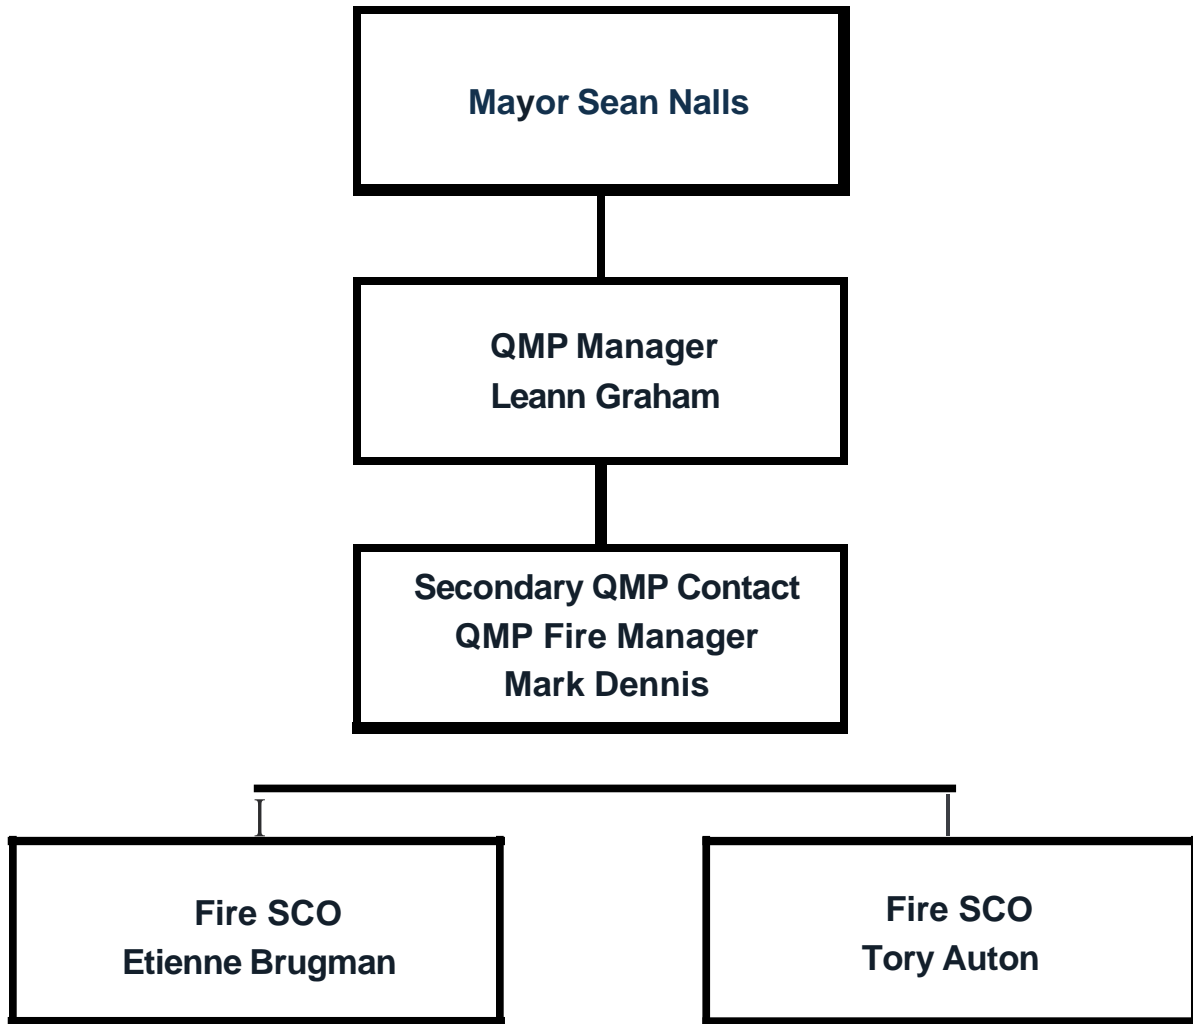 Mayor Sean Nalls
QMP Manager
Leann Graham
Secondary QMP Contact
QMP Fire Manager
Mark Dennis
Fire SCO
Etienne Brugman
Fire SCO
Tory Auton